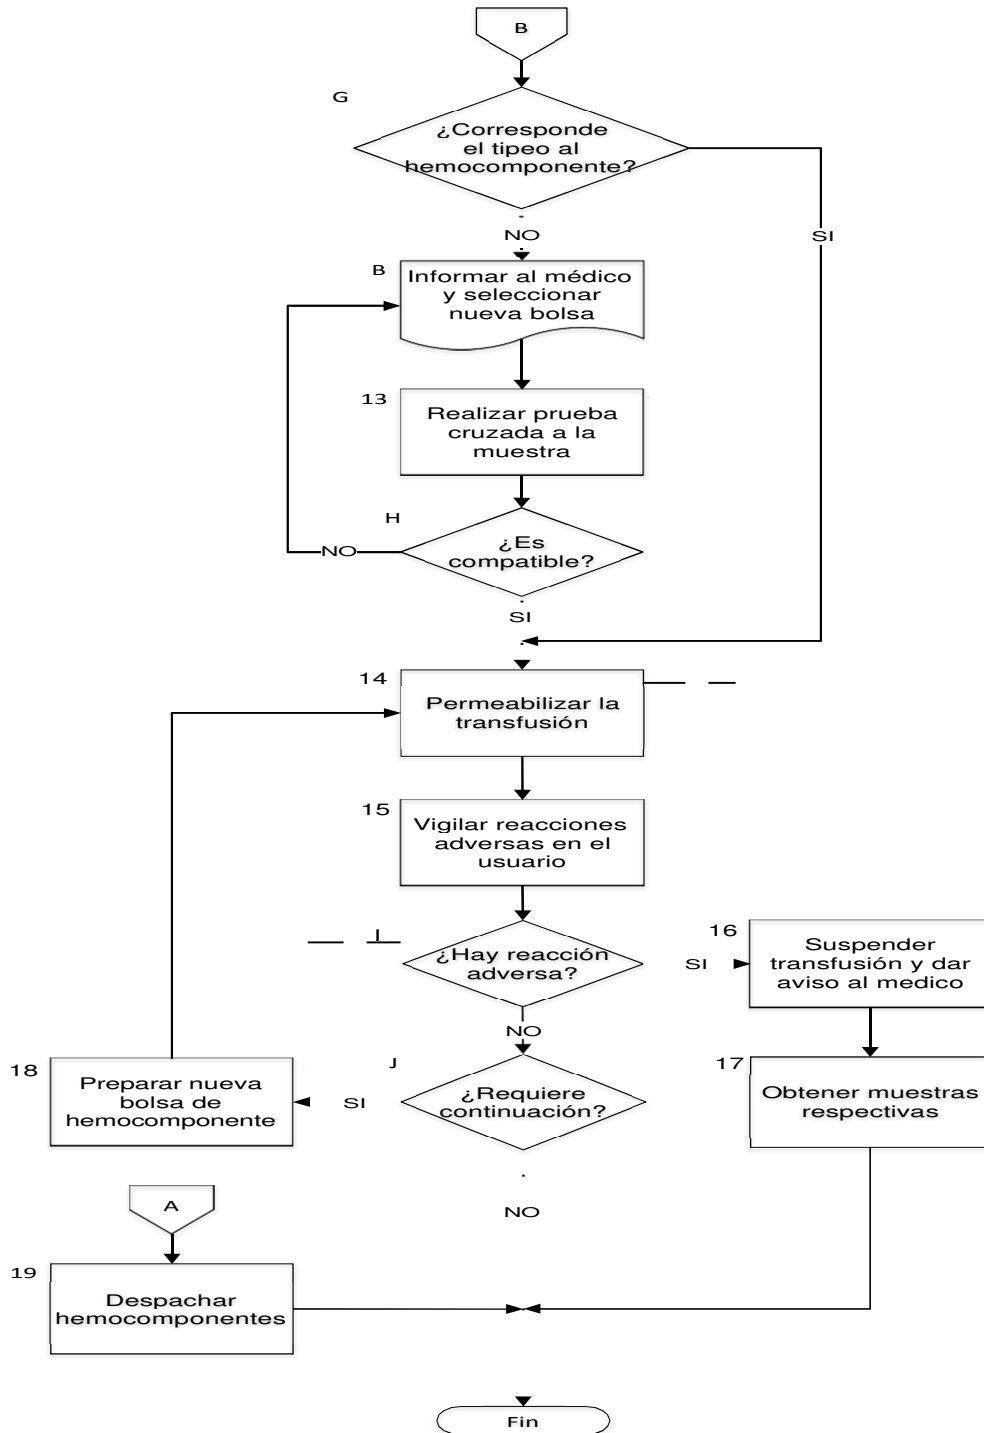 B
G
¿Corresponde
el tipeo al
hemocomponente?
SI
NO
B
Informar al médico
y seleccionar
nueva bolsa
13
Realizar prueba
cruzada a la
muestra
H
¿Es
compatible?
NO
SI
14
Permeabilizar la
transfusión
15
Vigilar reacciones
adversas en el
usuario
I
¿Hay reacción
adversa?
SI
16
Suspender
transfusión y dar
aviso al medico
NO
17
Obtener muestras
respectivas
J
¿Requiere
continuación?
SI
18
Preparar nueva
bolsa de
hemocomponente
NO
A
19
Despachar
hemocomponentes
Fin